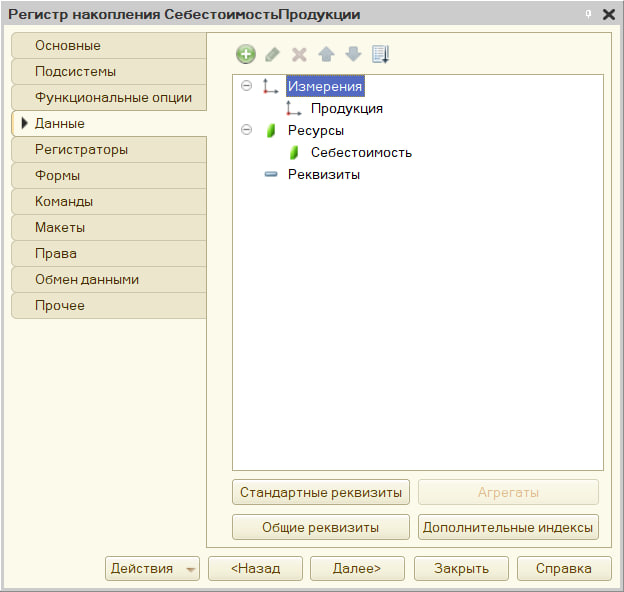 Регистр накопления СебестоимостьПродукции
Основные
Подсистемы
Функциональные опции
Данные
Регистраторы
Формы
Команды
Макеты
Права
Обмен данными
Прочее
Измерения
Продукция
Ресурсы
Себестоимость
Реквизиты
Стандартные реквизиты
Агрегаты
Общие реквизиты
Дополнительные индексы
Действия
<Назад
Далее>
Закрыть
Справка